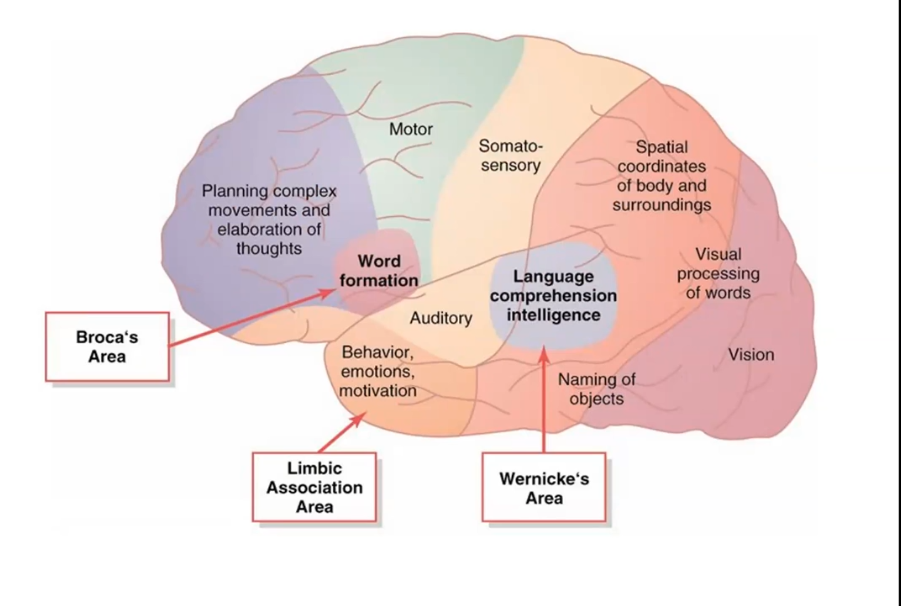 Motor
Somato-
sensory
Spatial
coordinates
of body and
surroundings
Planning complex
movements and
elaboration of
thoughts
Word
formation
Language
comprehension
intelligence
Visual
processing
of words
Auditory
Broca‘s
Area
Behavior,
emotions,
motivation
Vision
Naming of
objects
Limbic
Association
Area
Wernicke‘s
Area